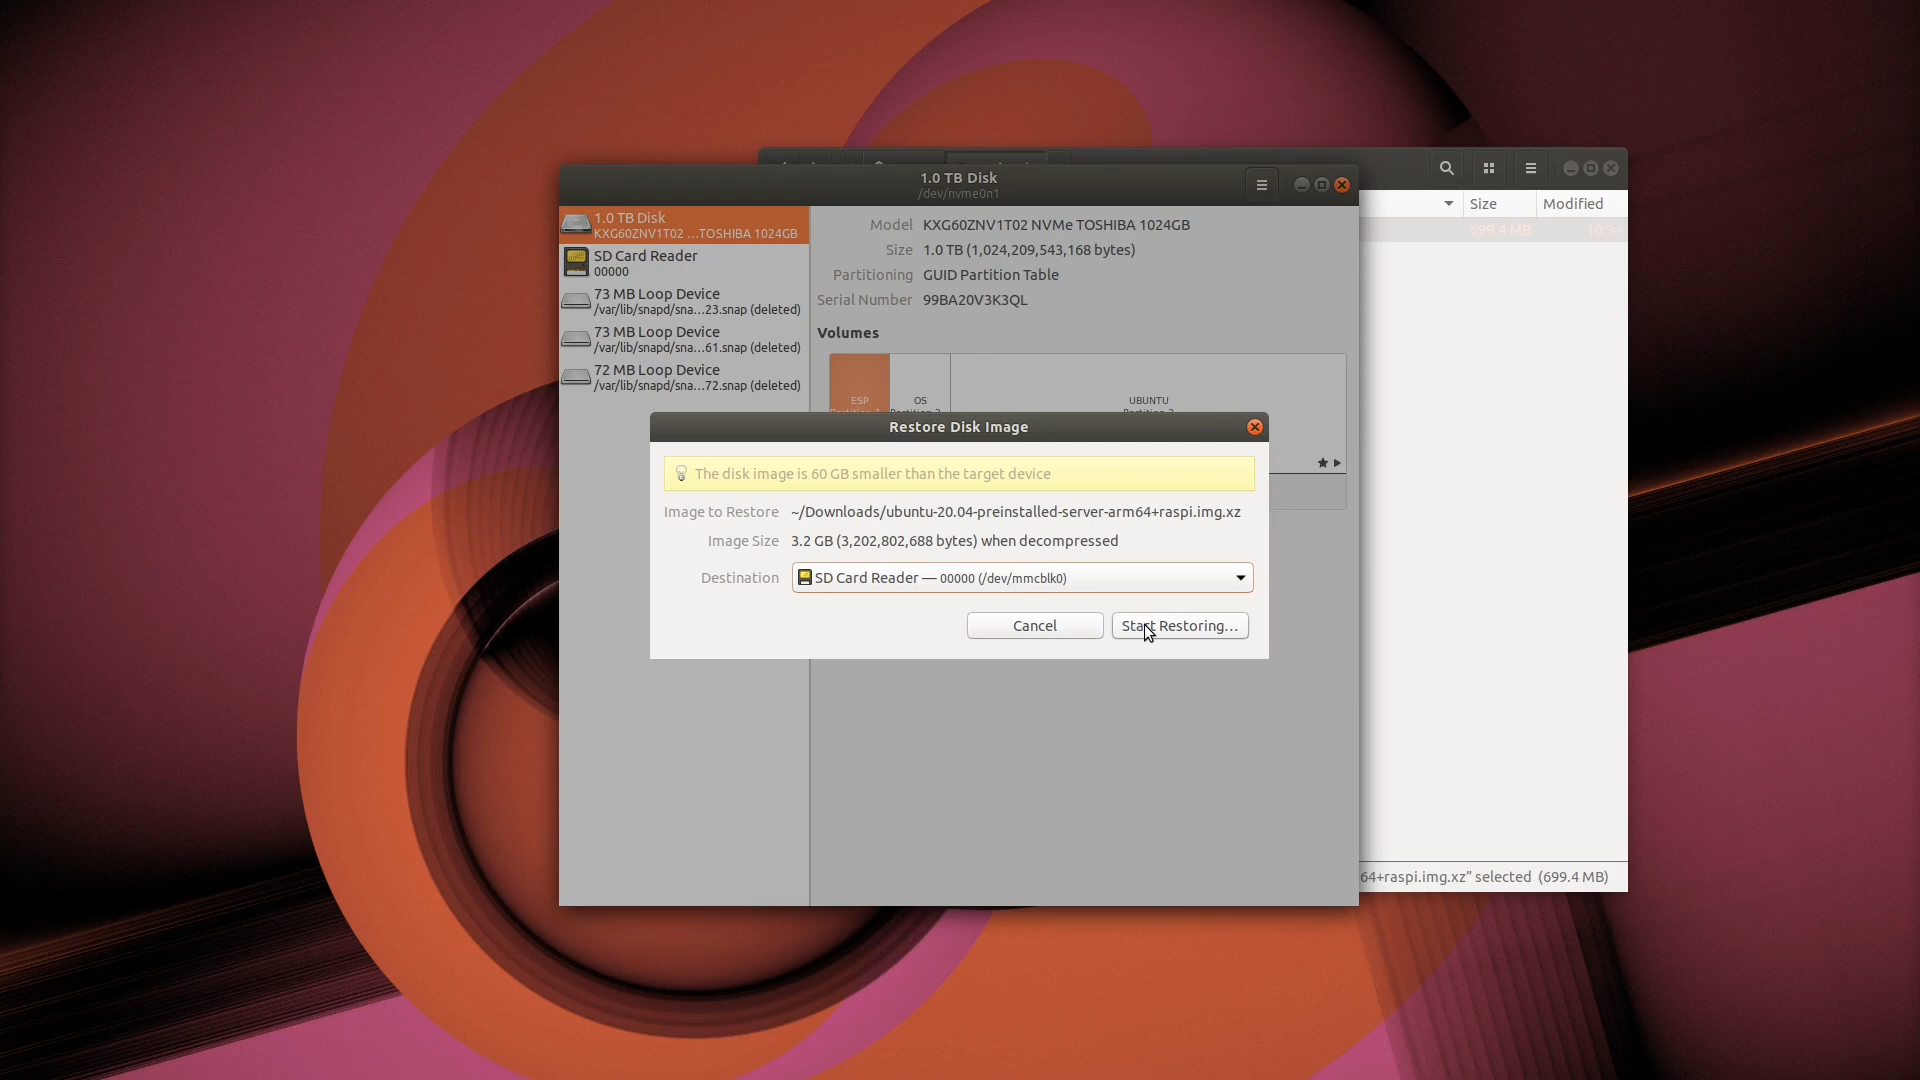 1.0 TB Disk
/dev/nvme0n1
Size
Modified
699.4 MB
1.0 TB Disk
KXG60ZNV1T02 ...TOSHIBA 1024GB
SD Card Reader
00000
73 MB Loop Device
/var/lib/snapd/sna...23.snap (deleted)
73 MB Loop Device
/var/lib/snapd/sna...61.snap (deleted)
72 MB Loop Device
/var/lib/snapd/sna...72.snap (deleted)
Model KXG60ZNV1T02 NVMe TOSHIBA 1024GB
Size 1.0 TB (1,024,209,543,168 bytes)
Partitioning GUID Partition Table
Serial Number 99BA20V3K3QL
Volumes
ESP
OS
UBUNTU
Restore Disk Image
The disk image is 60 GB smaller than the target device
Image to Restore ~/Downloads/ubuntu-20.04-preinstalled-server-arm64+raspi.img.xz
Image Size 3.2 GB (3,202,802,688 bytes) when decompressed
Destination SD Card Reader — 00000 (/dev/mmcblk0)
Cancel
Start Restoring...
64+raspi.img.xz” selected (699.4 MB)